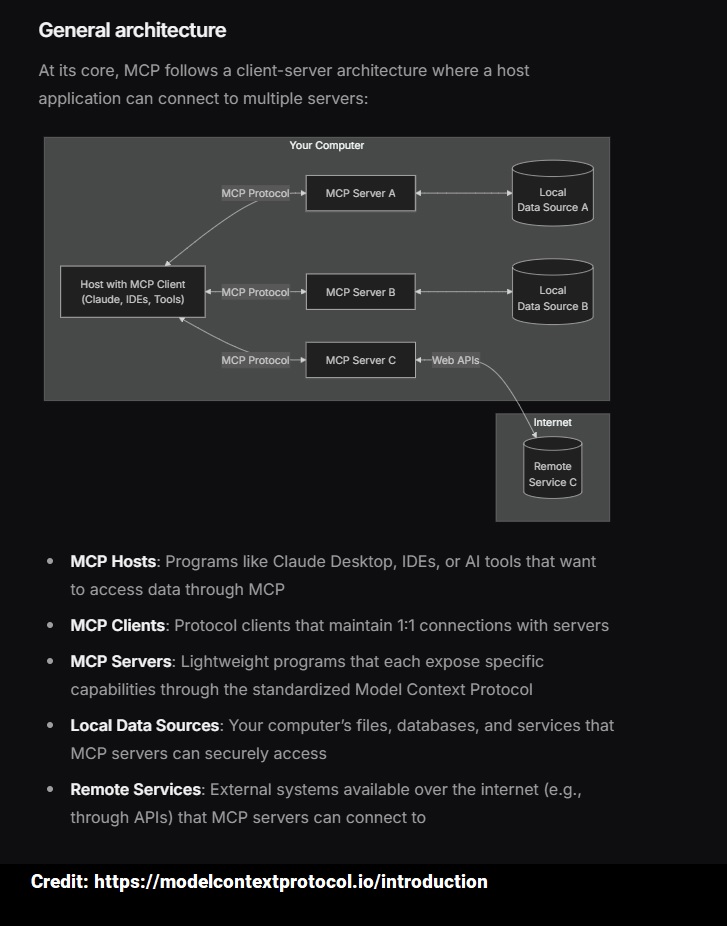 General architecture
At its core, MCP follows a client-server architecture where a host
application can connect to multiple servers:
Your Computer
MCP Protocol
MCP Server A
Local
Data Source A
Host with MCP Client
(Claude, IDEs, Tools)
MCP Protocol
MCP Server B
Local
Data Source B
MCP Protocol
MCP Server C
Web APIs
Internet
Remote
Service C
MCP Hosts: Programs like Claude Desktop, IDEs, or AI tools that want
to access data through MCP
MCP Clients: Protocol clients that maintain 1:1 connections with servers
MCP Servers: Lightweight programs that each expose specific
capabilities through the standardized Model Context Protocol
Local Data Sources: Your computer’s files, databases, and services that
MCP servers can securely access
Remote Services: External systems available over the internet (e.g.,
through APIs) that MCP servers can connect to
Credit: https://modelcontextprotocol.io/introduction